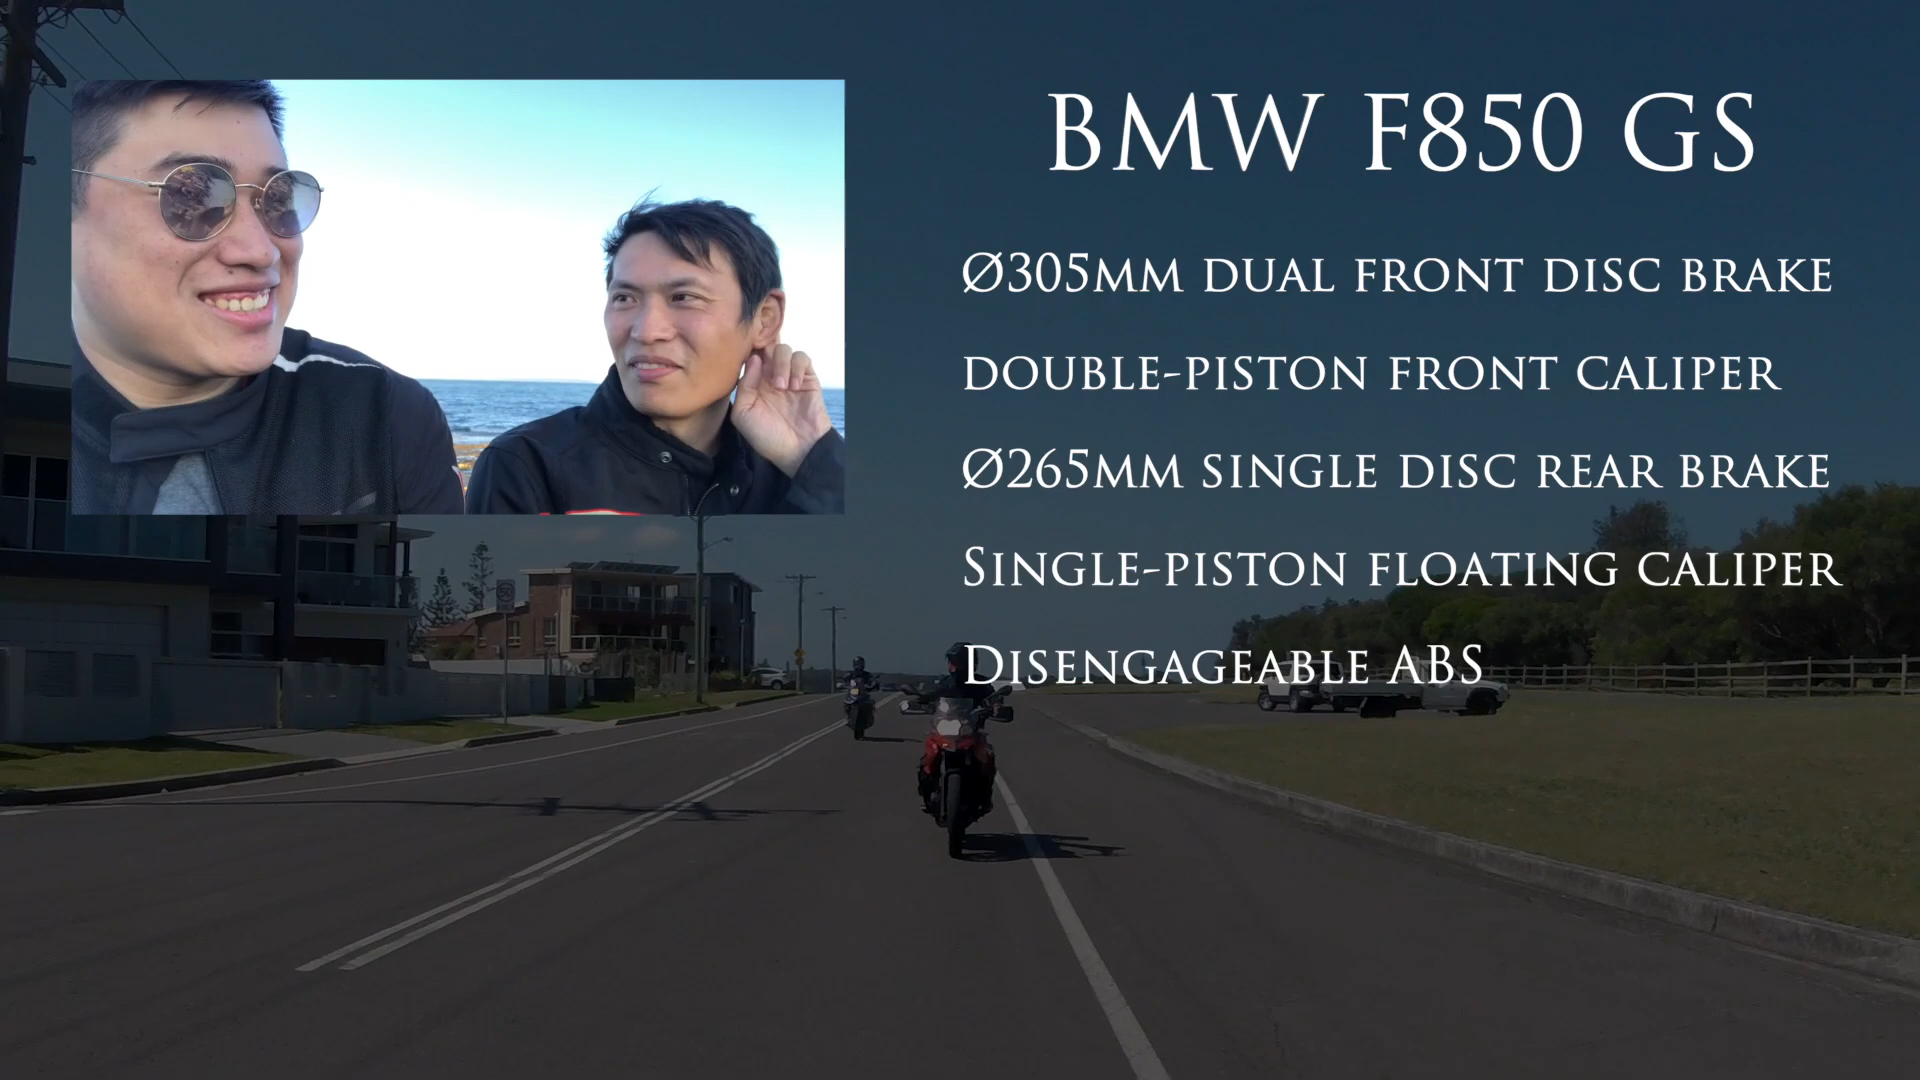 BMW F850 GS
Ø305mm dual front disc brake
double-piston front caliper
Ø265mm single disc rear brake
Single-piston floating caliper
Disengageable ABS
50